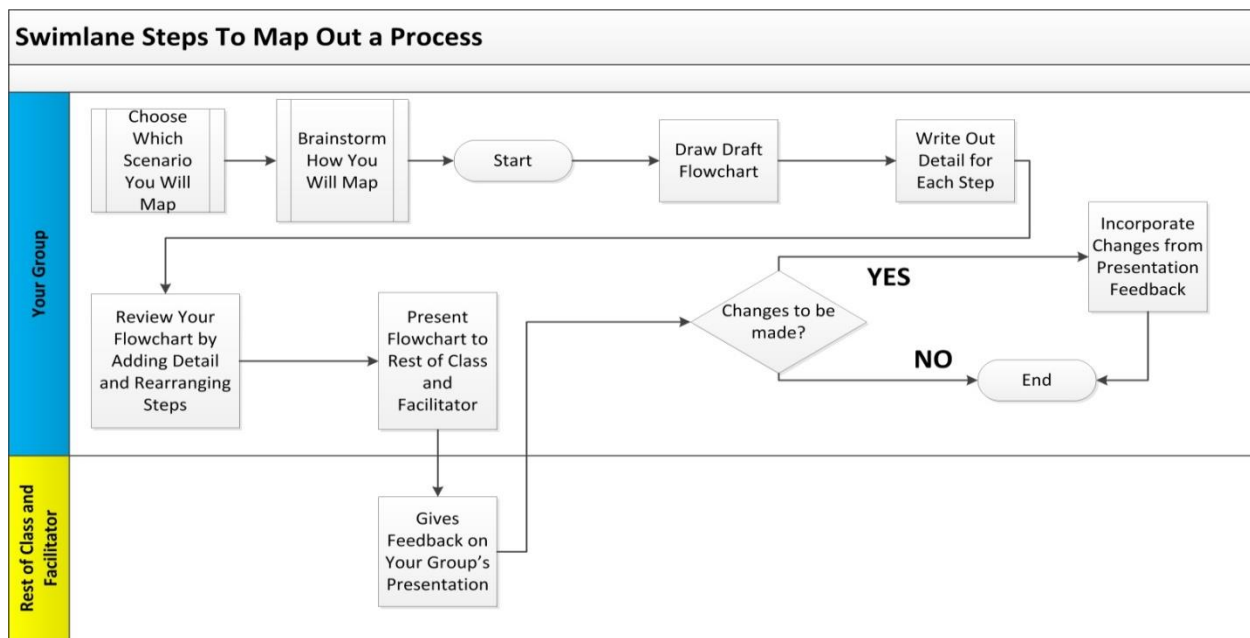 Swimlane Steps To Map Out a Process
Your Group
Choose
Which
Scenario
You Will
Map
Brainstorm
How You
Will Map
Start
Draw Draft
Flowchart
Write Out
Detail for
Each Step
Review Your
Flowchart by
Adding Detail
and Rearranging
Steps
Present
Flowchart to
Rest of Class
and
Facilitator
Changes to be
made?
YES
Incorporate
Changes from
Presentation
Feedback
NO
End
Rest of Class and
Facilitator
Gives
Feedback on
Your Group’s
Presentation